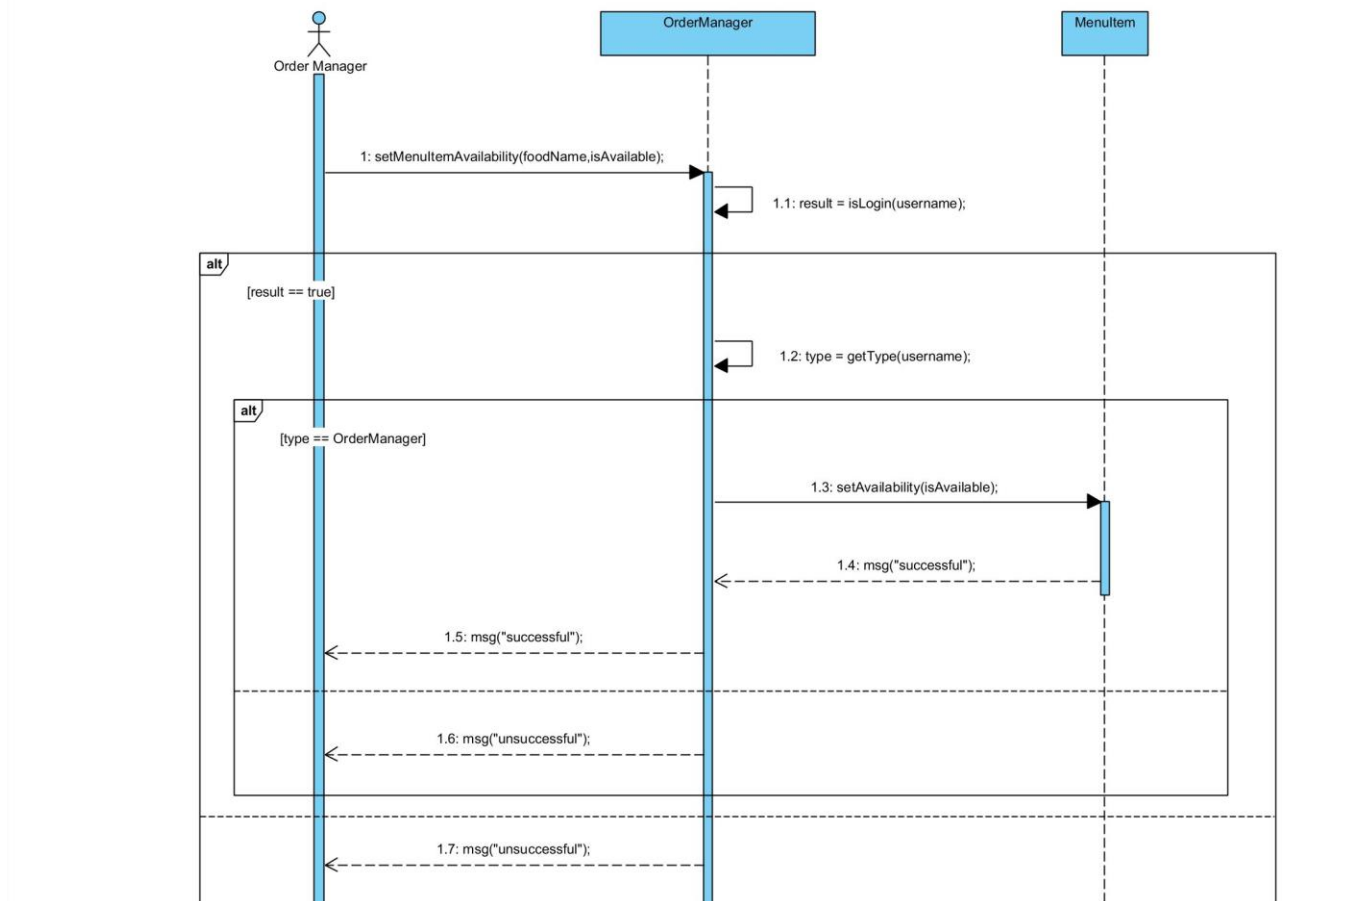 OrderManager
MenuItem
Order Manager
1: setMenuItemAvailability(foodName,isAvailable);
1.1: result = isLogin(username);
alt
[result == true]
1.2: type = getType(username);
alt
[type == OrderManager]
1.3: setAvailability(isAvailable);
1.4: msg("successful");
1.5: msg("successful");
1.6: msg("unsuccessful");
1.7: msg("unsuccessful");